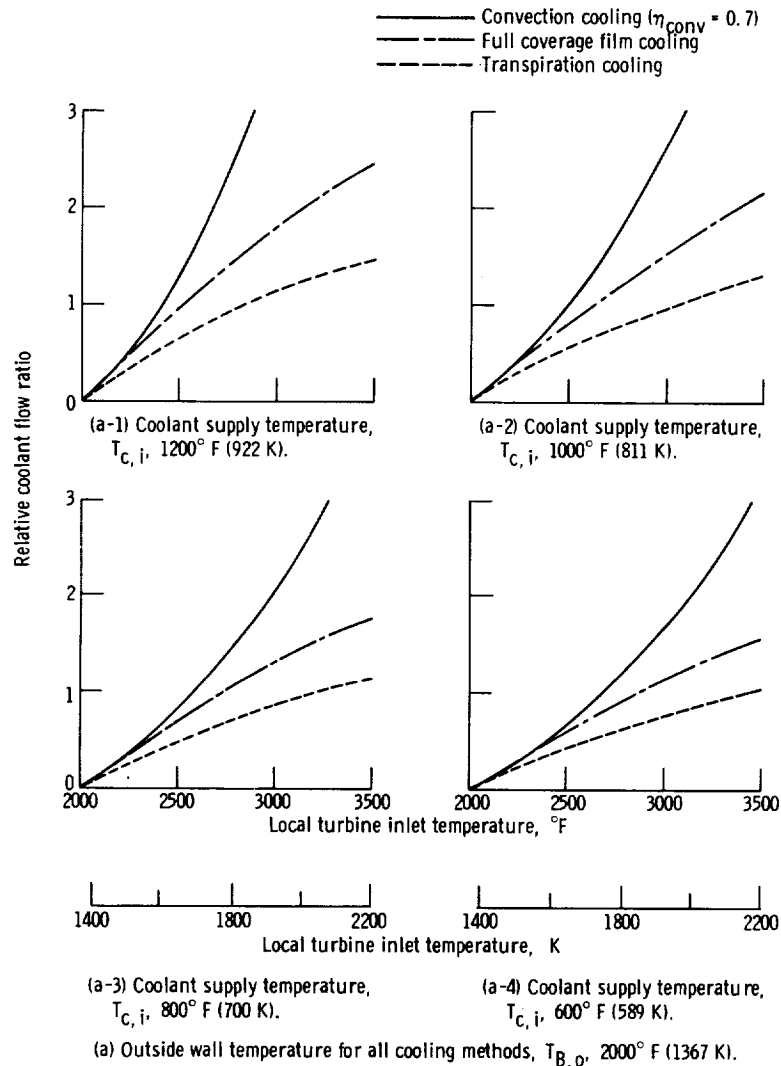 Convection cooling (ηconv = 0.7)
Full coverage film cooling
Transpiration cooling
3
2
1
0
(a-1) Coolant supply temperature,
Tc, i, 1200° F (922 K).
(a-2) Coolant supply temperature,
Tc, i, 1000° F (811 K).
Relative coolant flow ratio
3
2
1
0
2000 2500 3000 3500
2000 2500 3000 3500
Local turbine inlet temperature, °F
1400 1800 2200
1400 1800 2200
Local turbine inlet temperature, K
(a-3) Coolant supply temperature,
Tc, i, 800° F (700 K).
(a-4) Coolant supply temperature,
Tc, i, 600° F (589 K).
(a) Outside wall temperature for all cooling methods, TB, o, 2000° F (1367 K).